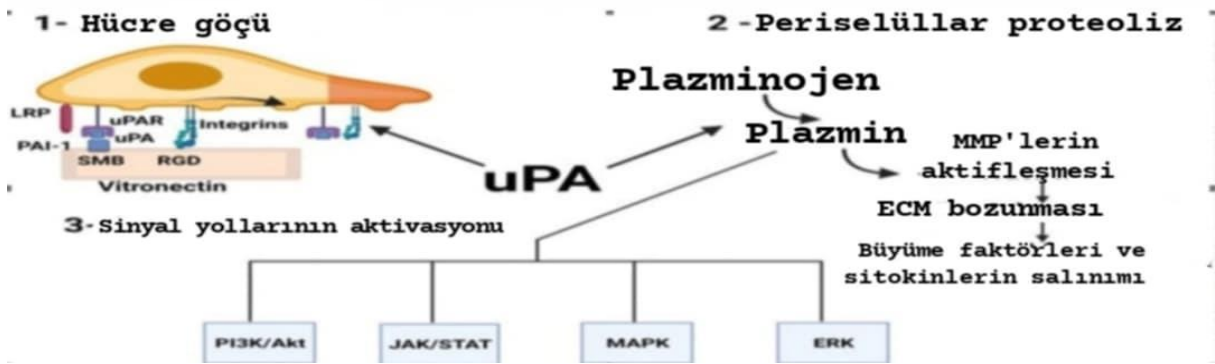 1- Hücre göçü
2 -Periselüllar proteoliz
LRP
uPAR
uPA
Integrins
PAI-1
SMB
RGD
Vitronectin
uPA
Plazminojen
Plazmin
MMP'lerin
aktifleşmesi
ECM bozunması
Büyüme faktörleri ve
sitokinlerin salınımı
3-Sinyal yollarının aktivasyonu
PI3K/Akt
JAK/STAT
MAPK
ERK